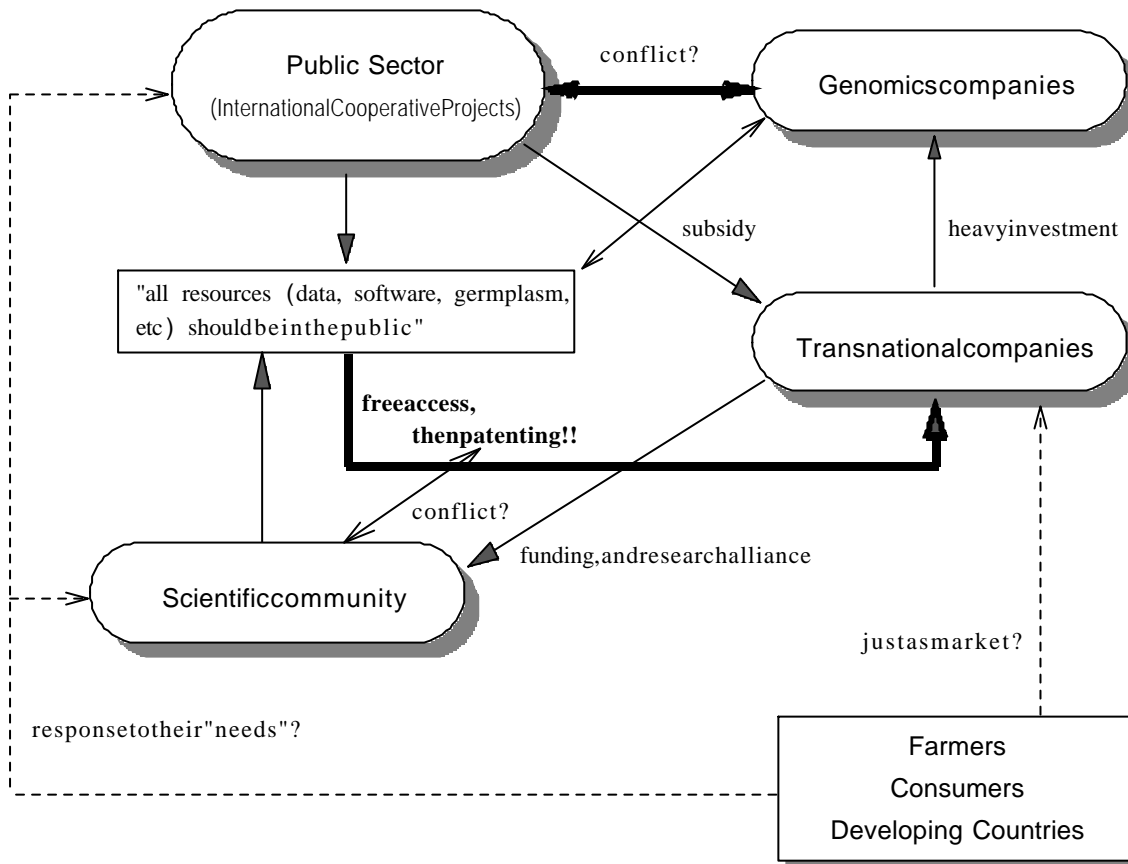 Public Sector
(InternationalCooperativeProjects)
conflict?
Genomicscompanies
subsidy
heavyinvestment
"all resources (data, software, germplasm,
etc) shouldbeinthepublic"
Transnationalcompanies
freeaccess,
thenpatenting!!
conflict?
funding,andresearchalliance
Scientificcommunity
justasmarket?
responsetotheir"needs"?
Farmers
Consumers
Developing Countries